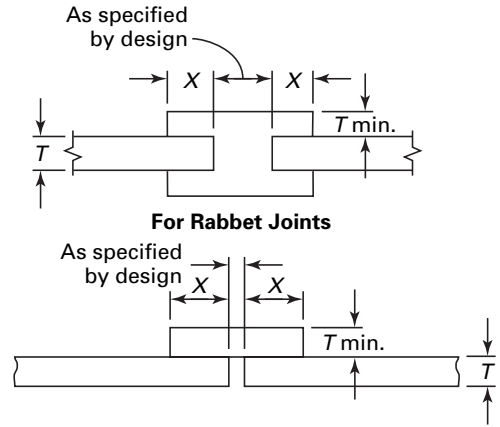 As specified
by design
X X
T min.
T
For Rabbet Joints
As specified
by design
X X
T min.
T